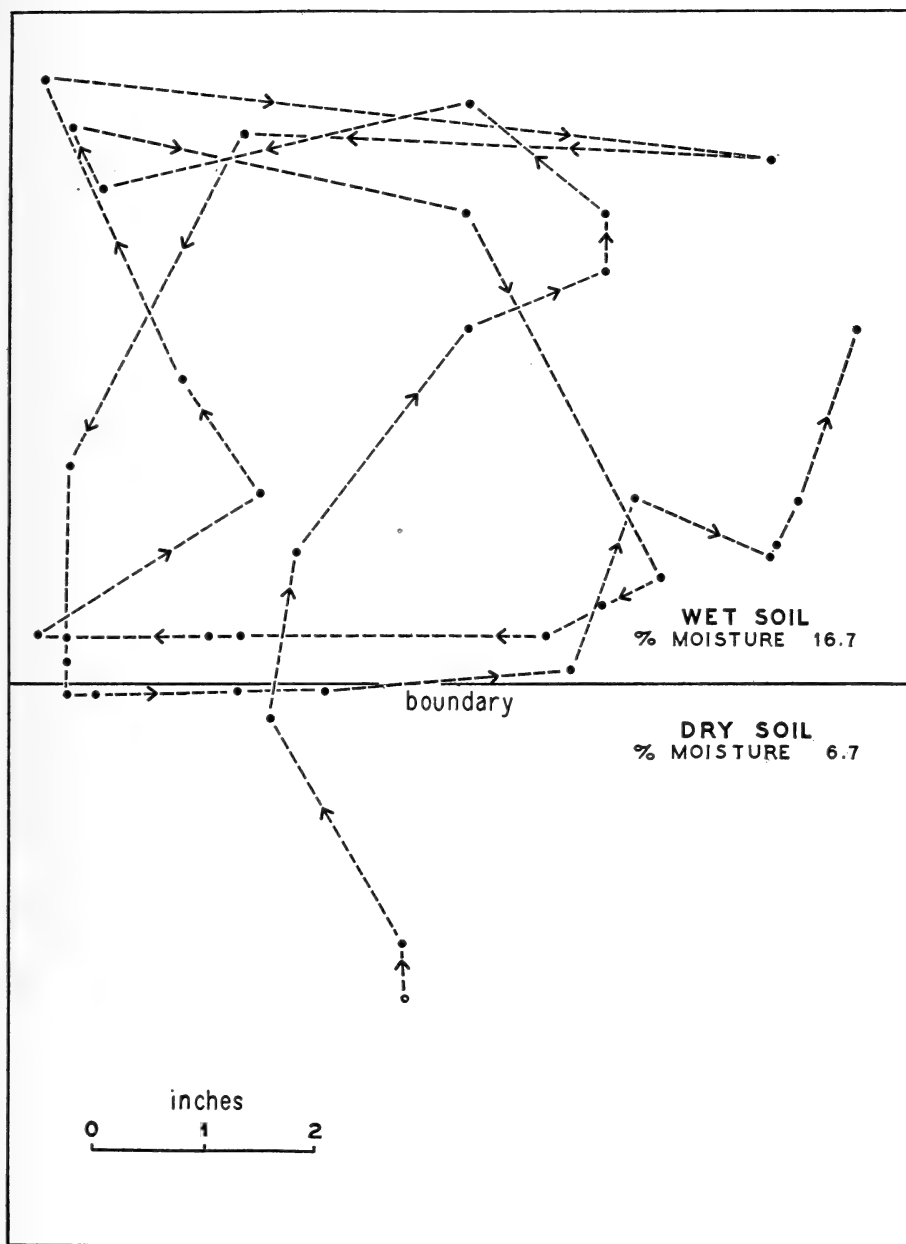 WET SOIL
% MOISTURE 16.7
boundary
DRY SOIL
% MOISTURE 6.7
inches
0 1 2